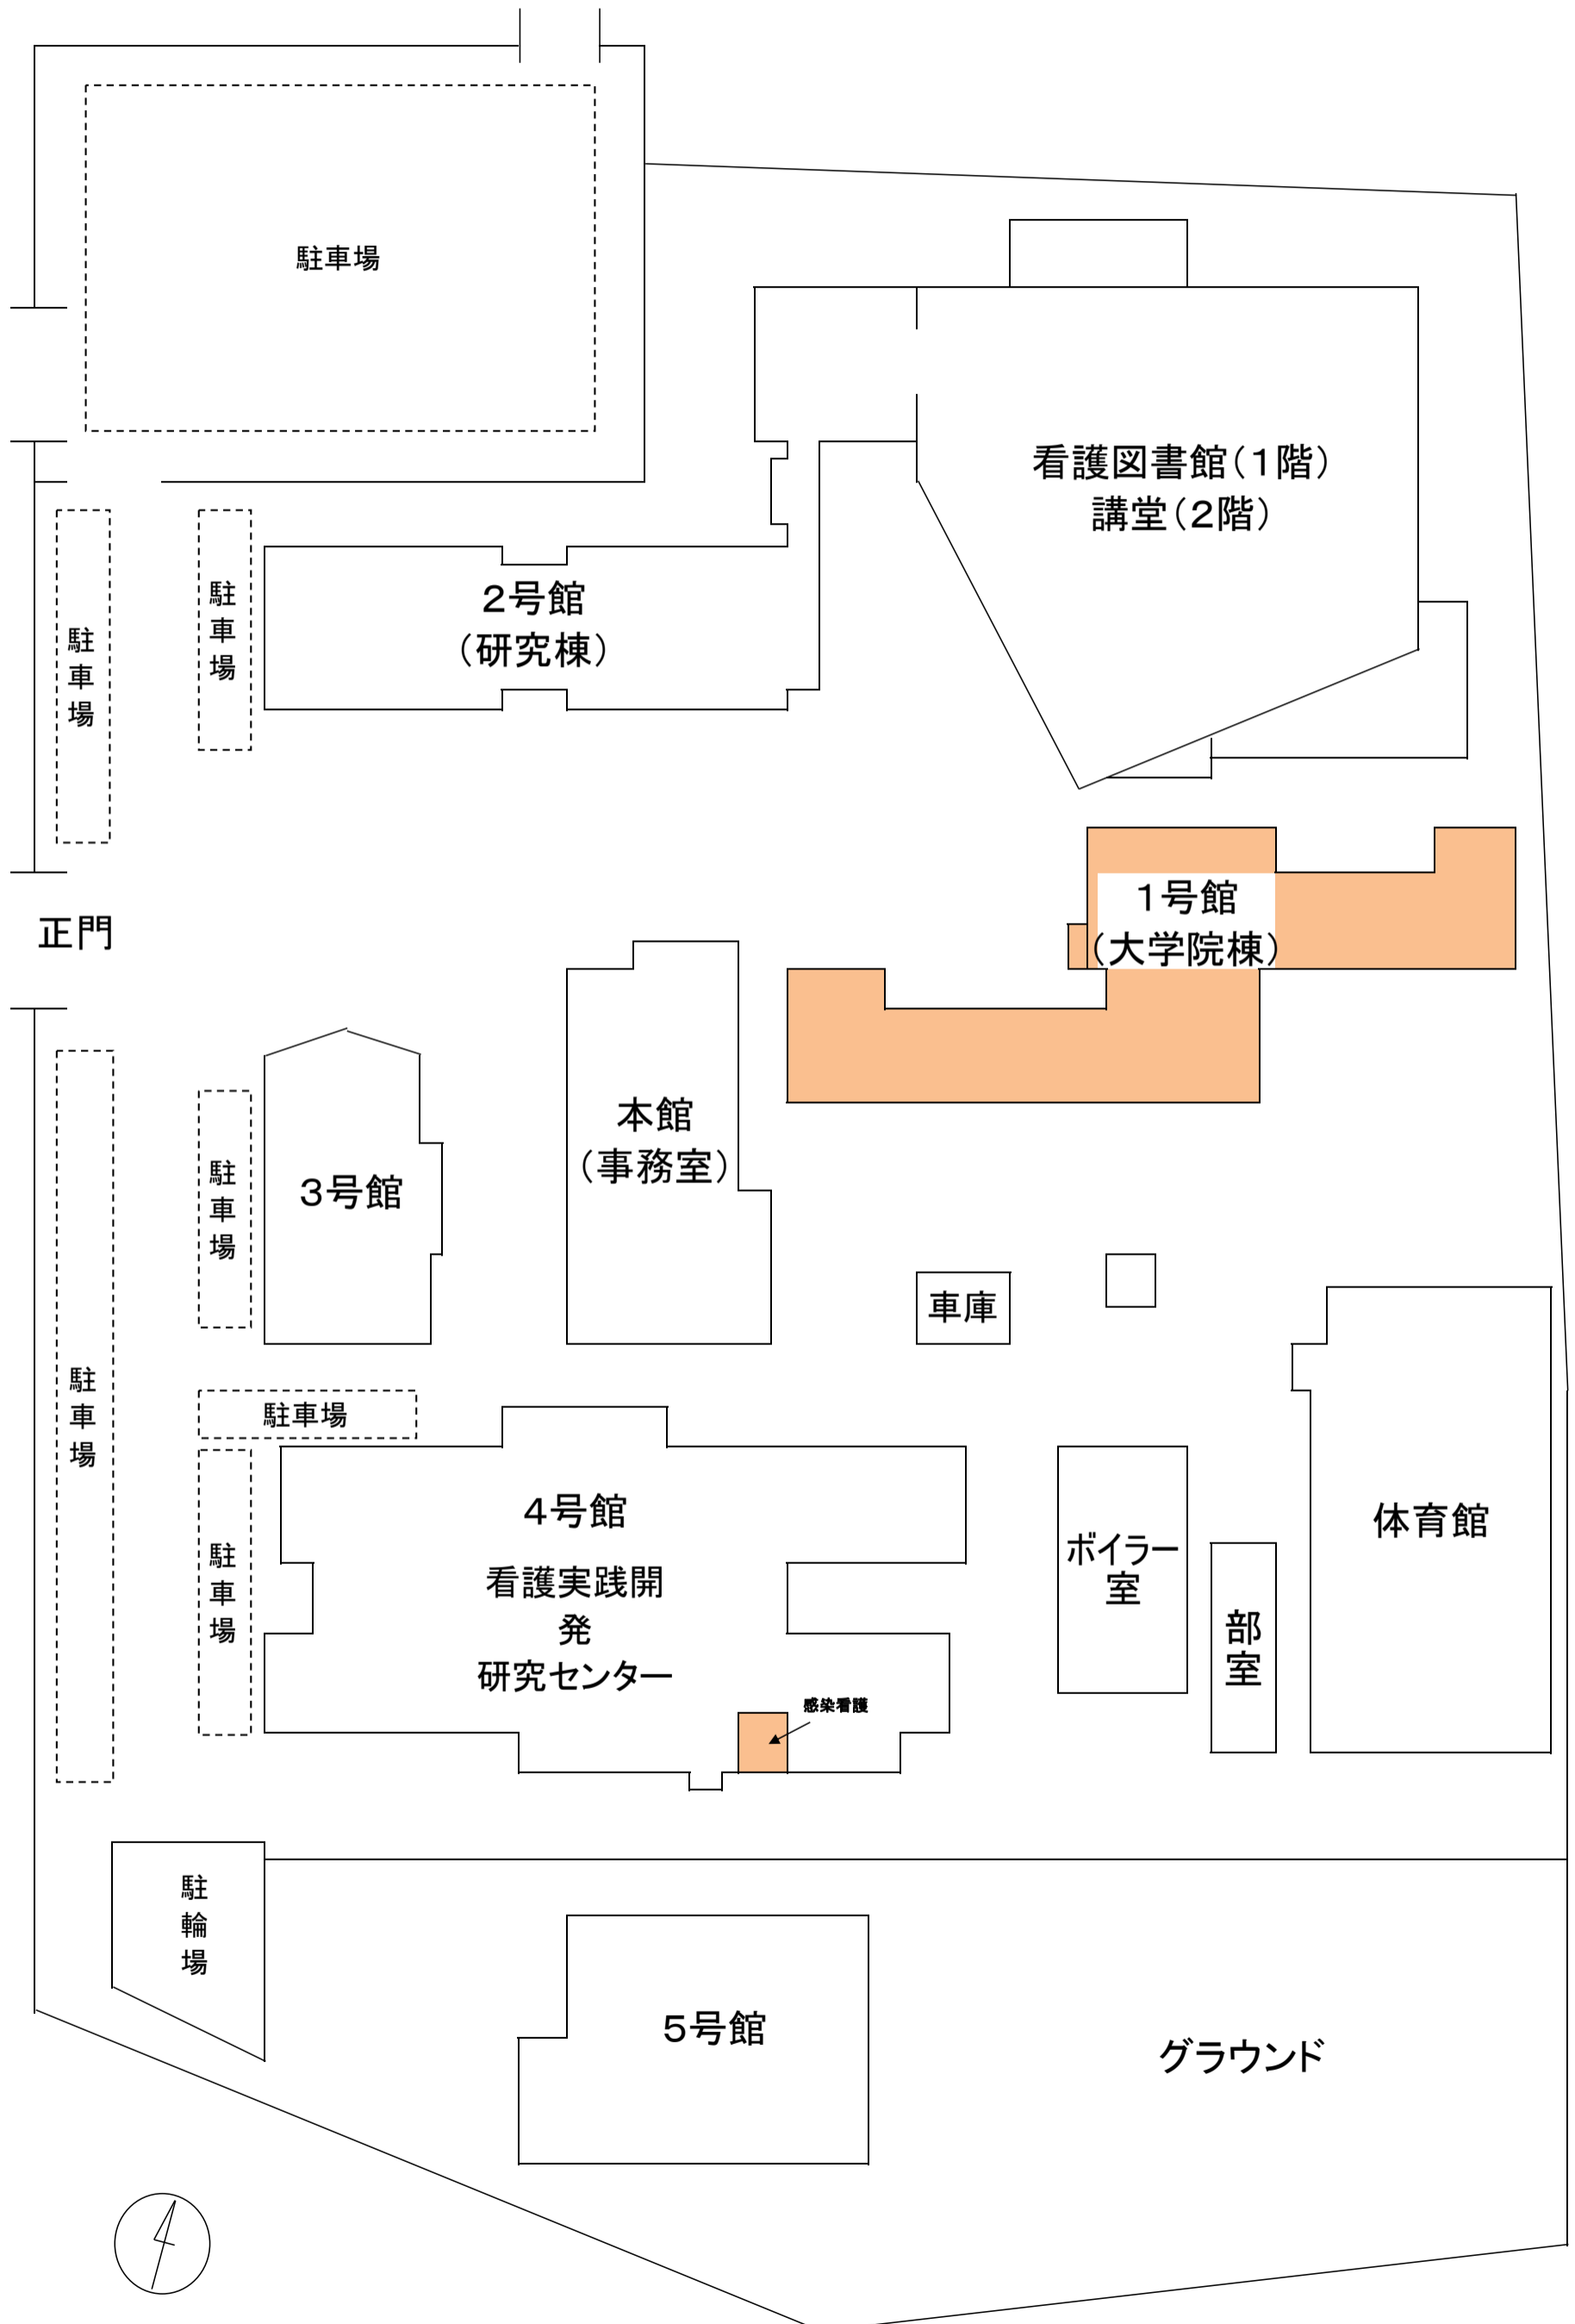 駐車場
看護図書館(1階)
講堂(2階)
駐車場
駐車場
2号館
(研究棟)
1号館
(大学院棟)
正門
本館
(事務室)
駐車場
3号館
車庫
駐車場
駐車場
駐車場
4号館
看護実践開
発
研究センター
感染看護
ボイラー
室
部
室
体育館
駐輪場
5号館
グラウンド